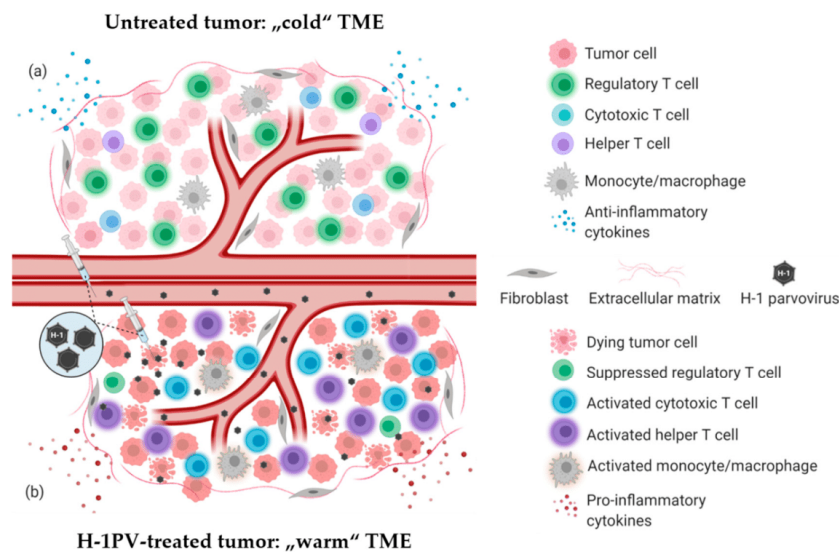 Untreated tumor: „cold“ TME
(a)
Tumor cell
Regulatory T cell
Cytotoxic T cell
Helper T cell
Monocyte/macrophage
Anti-inflammatory
cytokines
H-1
Fibroblast
Extracellular matrix
H-1 parvovirus
H-1
Dying tumor cell
Suppressed regulatory T cell
Activated cytotoxic T cell
Activated helper T cell
Activated monocyte/macrophage
Pro-inflammatory
cytokines
(b)
H-1PV-treated tumor: „warm“ TME